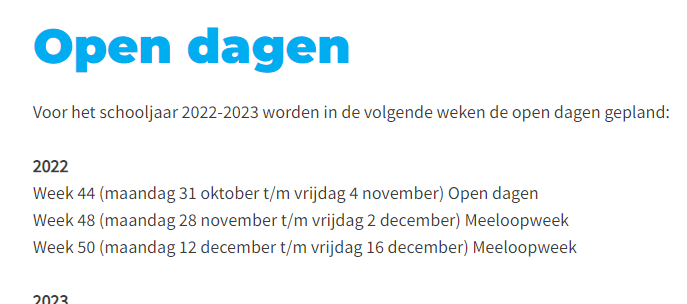 Open dagen
Voor het schooljaar 2022-2023 worden in de volgende weken de open dagen gepland:
2022
Week 44 (maandag 31 oktober t/m vrijdag 4 november) Open dagen
Week 48 (maandag 28 november t/m vrijdag 2 december) Meeloopweek
Week 50 (maandag 12 december t/m vrijdag 16 december) Meeloopweek
2023